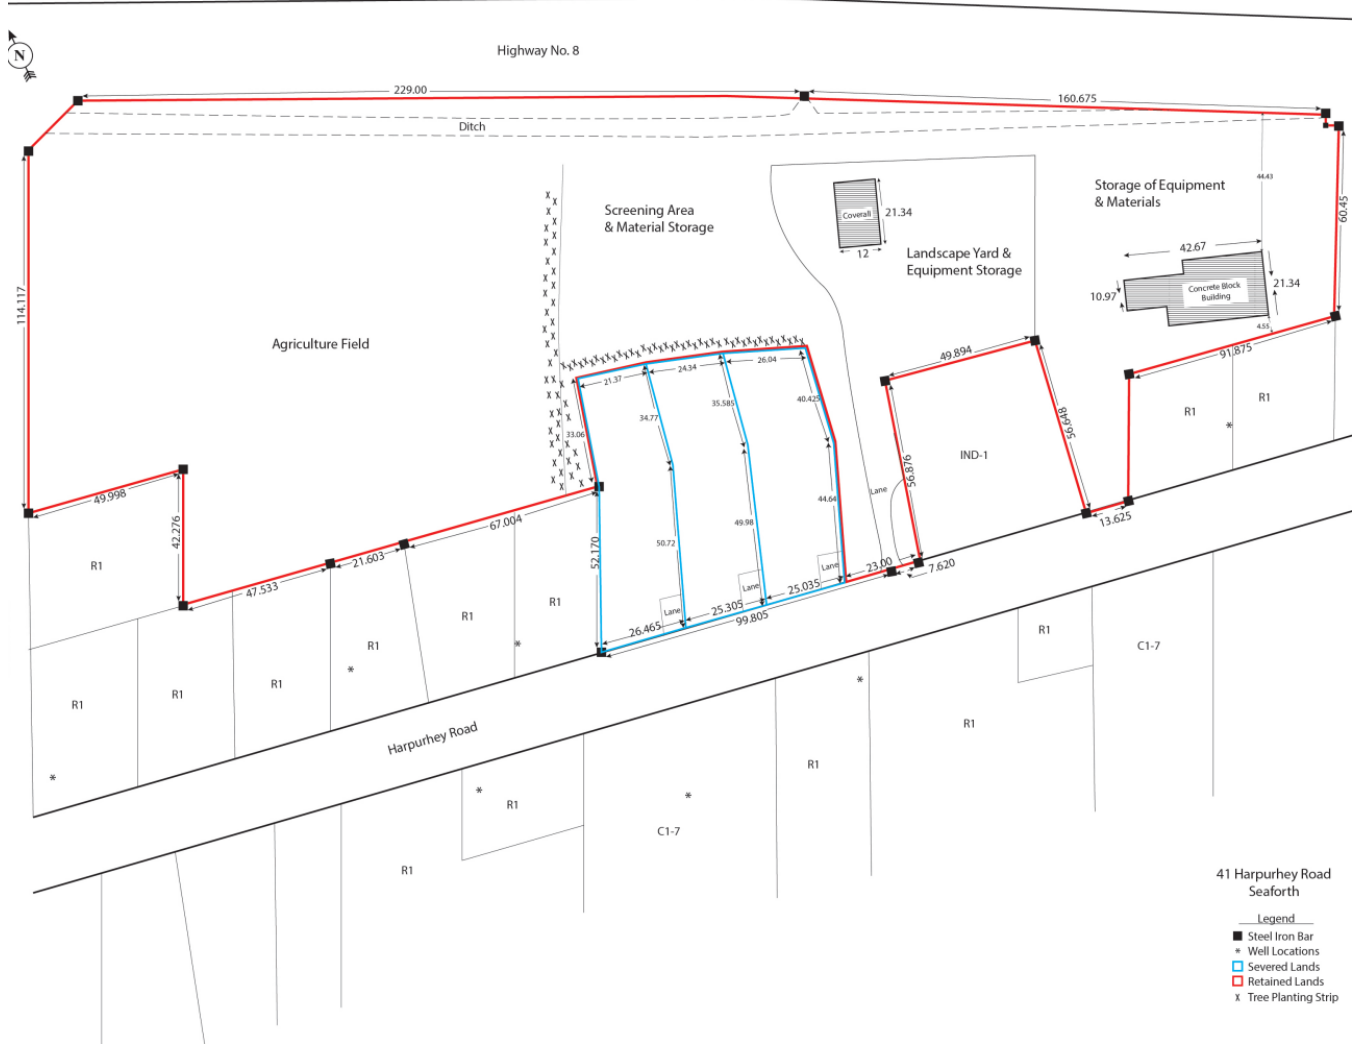 N
Highway No. 8
229.00
160.675
Ditch
44.43
60.45
Storage of Equipment
& Materials
Screening Area
& Material Storage
Coverall
21.34
12
Landscape Yard &
Equipment Storage
42.67
10.97
Concrete Block
Building
21.34
4.55
114.117
Agriculture Field
49.894
91.875
21.37
24.34
26.04
34.77
35.585
40.425
33.06
R1
R1
56.648
IND-1
56.876
Lane
49.998
42.276
67.004
44.64
49.98
50.72
13.625
52.170
21.603
47.533
23.00
7.620
Lane
Lane
Lane
25.035
25.305
26.465
99.805
R1
R1
R1
R1
R1
R1
R1
R1
C1-7
Harpurhey Road
R1
R1
R1
R1
C1-7
R1
41 Harpurhey Road
Seaforth
Legend
Steel Iron Bar
* Well Locations
Severed Lands
Retained Lands
X Tree Planting Strip